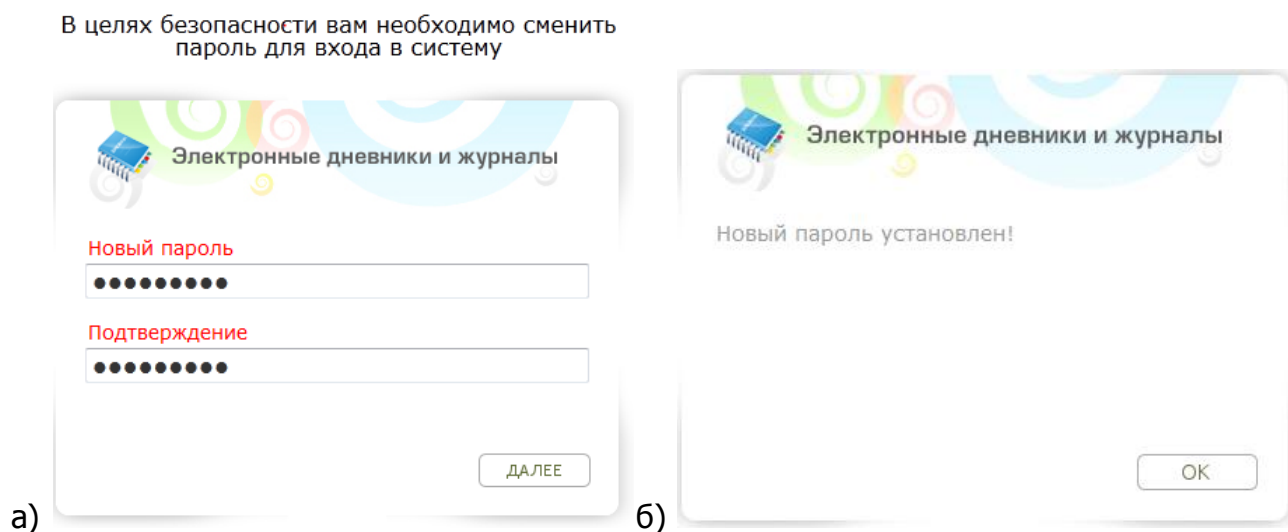 В целях безопасности вам необходимо сменить
пароль для входа в систему
Электронные дневники и журналы
Новый пароль
●●●●●●●●●
Подтверждение
●●●●●●●●●
ДАЛЕЕ
а)
Электронные дневники и журналы
Новый пароль установлен!
OK
б)